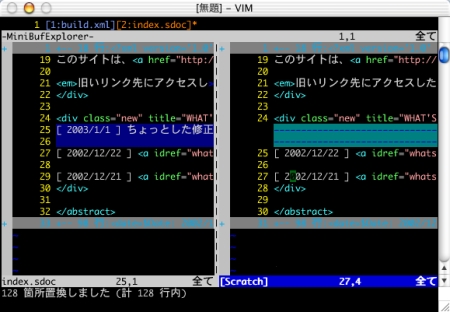 [無題] – VIM
1 [1:build.xml][2:index.sdoc]*
-MiniBufExplorer- 1,1 全て
19 このサイトは、<a href="http:/
20
21 <em>旧いリンク先にアクセスし
22 </div>
23
24 <div class="new" title="WHAT'
25 [ 2003/1/1 ] ちょっとした修正
26
27 [ 2002/12/22 ] <a idref="what
28
29 [ 2002/12/21 ] <a idref="what
30 </div>
31
32 </abstract>
19 このサイトは、<a href="http:/
20
21 <em>旧いリンク先にアクセスした
22 </div>
23
24 <div class="new" title="WHAT'S
25 [ 2002/12/22 ] <a idref="whats
26
27 [ 2002/12/21 ] <a idref="whats
28 </div>
29
30 </abstract>
index.sdoc 25,1 全て
[Scratch] 27,4 全て
128 箇所置換しました (計 128 行内)